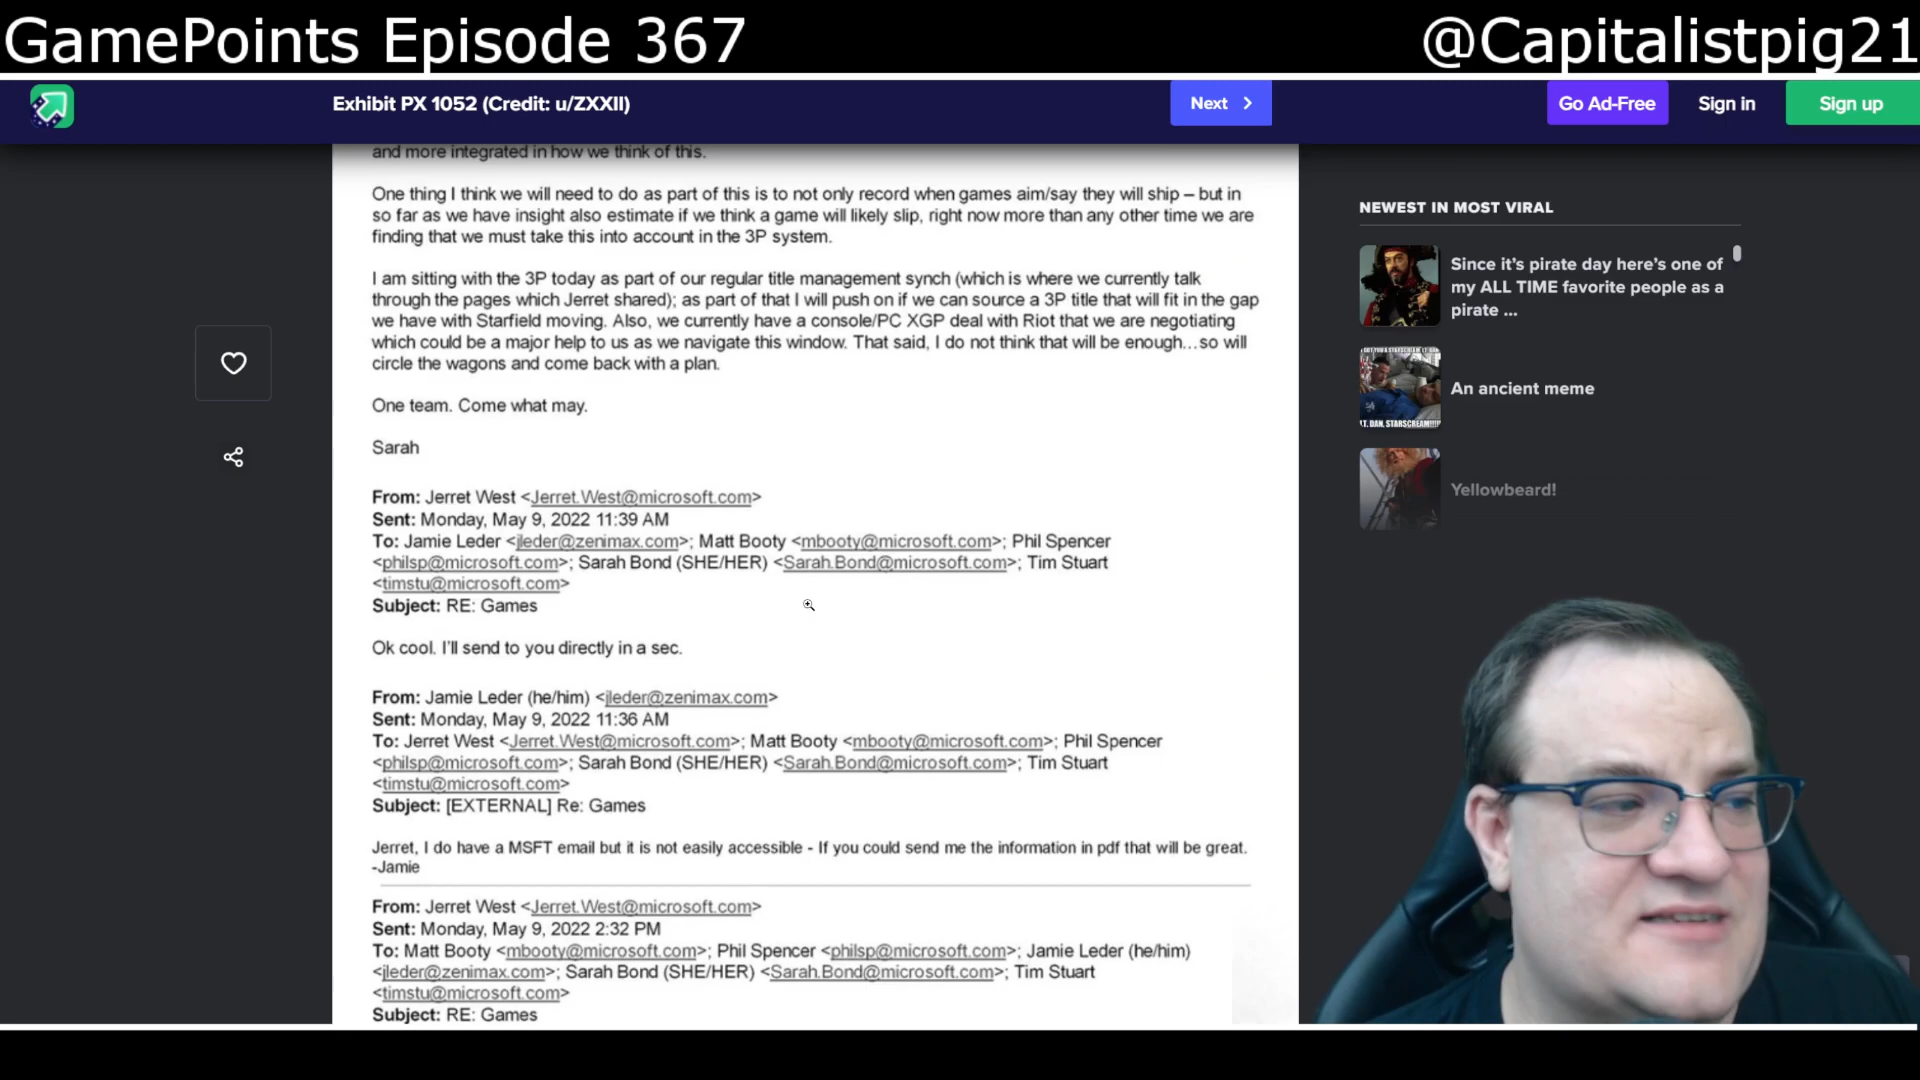 GamePoints Episode 367
@Capitalistpig21
Exhibit PX 1052 (Credit: u/ZXXII)
Next
Go Ad-Free
Sign in
Sign up
and more integrated in how we think of this.
One thing I think we will need to do as part of this is to not only record when games aim/say they will ship – but in
so far as we have insight also estimate if we think a game will likely slip, right now more than any other time we are
finding that we must take this into account in the 3P system.
I am sitting with the 3P today as part of our regular title management synch (which is where we currently talk
through the pages which Jerret shared); as part of that I will push on if we can source a 3P title that will fit in the gap
we have with Starfield moving. Also, we currently have a console/PC XGP deal with Riot that we are negotiating
which could be a major help to us as we navigate this window. That said, I do not think that will be enough...so will
circle the wagons and come back with a plan.
One team. Come what may.
Sarah
From: Jerret West <Jerret.West@microsoft.com>
Sent: Monday, May 9, 2022 11:39 AM
To: Jamie Leder <jleder@zenimax.com>; Matt Booty <mbooty@microsoft.com>; Phil Spencer
<philsp@microsoft.com>; Sarah Bond (SHE/HER) <Sarah.Bond@microsoft.com>; Tim Stuart
<timstu@microsoft.com>
Subject: RE: Games
Ok cool. I'll send to you directly in a sec.
From: Jamie Leder (he/him) <jleder@zenimax.com>
Sent: Monday, May 9, 2022 11:36 AM
To: Jerret West <Jerret.West@microsoft.com>; Matt Booty <mbooty@microsoft.com>; Phil Spencer
<philsp@microsoft.com>; Sarah Bond (SHE/HER) <Sarah.Bond@microsoft.com>; Tim Stuart
<timstu@microsoft.com>
Subject: [EXTERNAL] Re: Games
Jerret, I do have a MSFT email but it is not easily accessible - If you could send me the information in pdf that will be great.
-Jamie
From: Jerret West <Jerret.West@microsoft.com>
Sent: Monday, May 9, 2022 2:32 PM
To: Matt Booty <mbooty@microsoft.com>; Phil Spencer <philsp@microsoft.com>; Jamie Leder (he/him)
<jleder@zenimax.com>; Sarah Bond (SHE/HER) <Sarah.Bond@microsoft.com>; Tim Stuart
<timstu@microsoft.com>
Subject: RE: Games
NEWEST IN MOST VIRAL
Since it's pirate day here's one of
my ALL TIME favorite people as a
pirate ...
An ancient meme
LT. DAN, STARSCREAM!!!!!!
Yellowbeard!